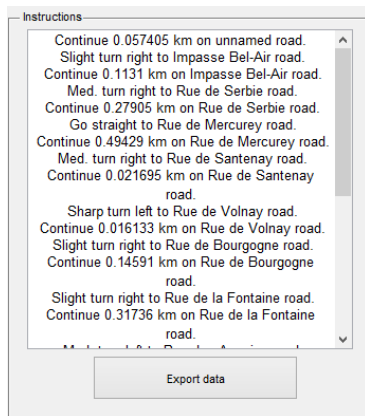 Instructions
Continue 0.057405 km on unnamed road.
Slight turn right to Impasse Bel-Air road.
Continue 0.1131 km on Impasse Bel-Air road.
Med. turn right to Rue de Serbie road.
Continue 0.27905 km on Rue de Serbie road.
Go straight to Rue de Mercurey road.
Continue 0.49429 km on Rue de Mercurey road.
Med. turn right to Rue de Santenay road.
Continue 0.021695 km on Rue de Santenay
road.
Sharp turn left to Rue de Volnay road.
Continue 0.016133 km on Rue de Volnay road.
Slight turn right to Rue de Bourgogne road.
Continue 0.14591 km on Rue de Bourgogne
road.
Slight turn right to Rue de la Fontaine road.
Continue 0.31736 km on Rue de la Fontaine
road.
Export data